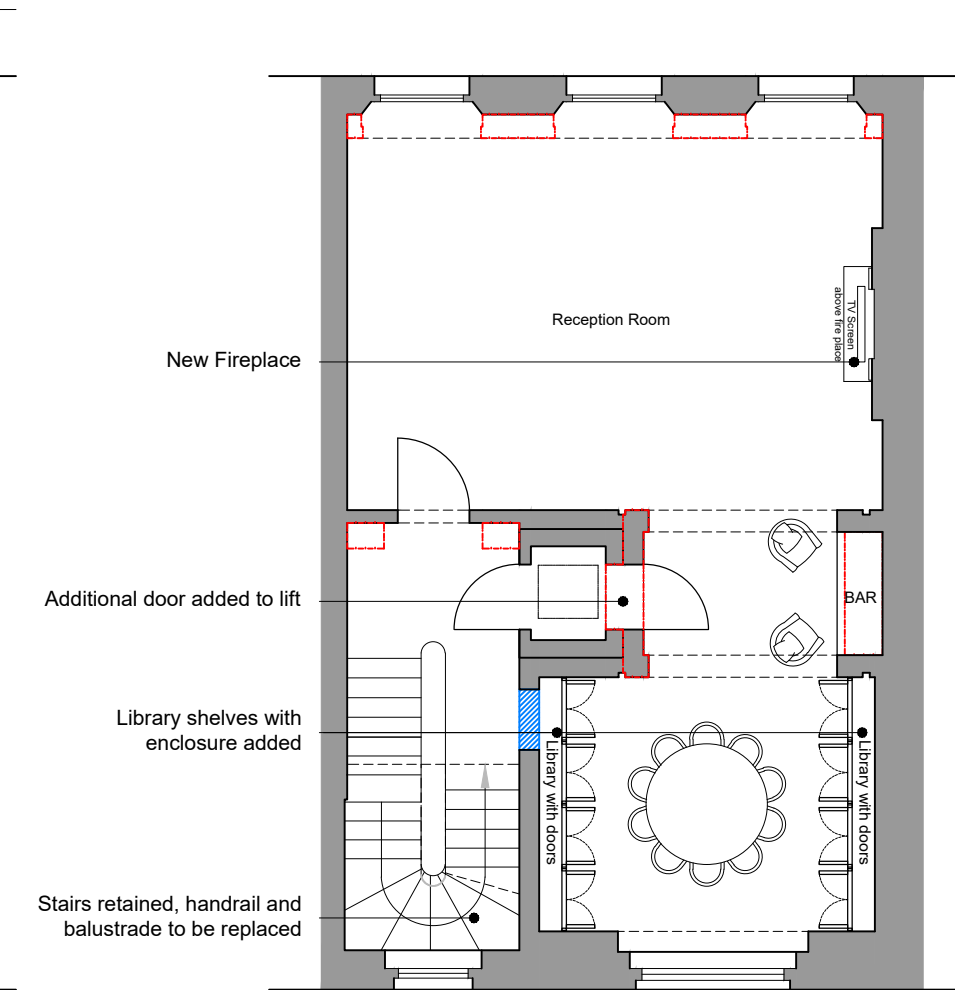 Reception Room
TV Screen
above fire place
New Fireplace
Additional door added to lift
BAR
Library shelves with
enclosure added
Library with doors
Library with doors
Stairs retained, handrail and
balustrade to be replaced